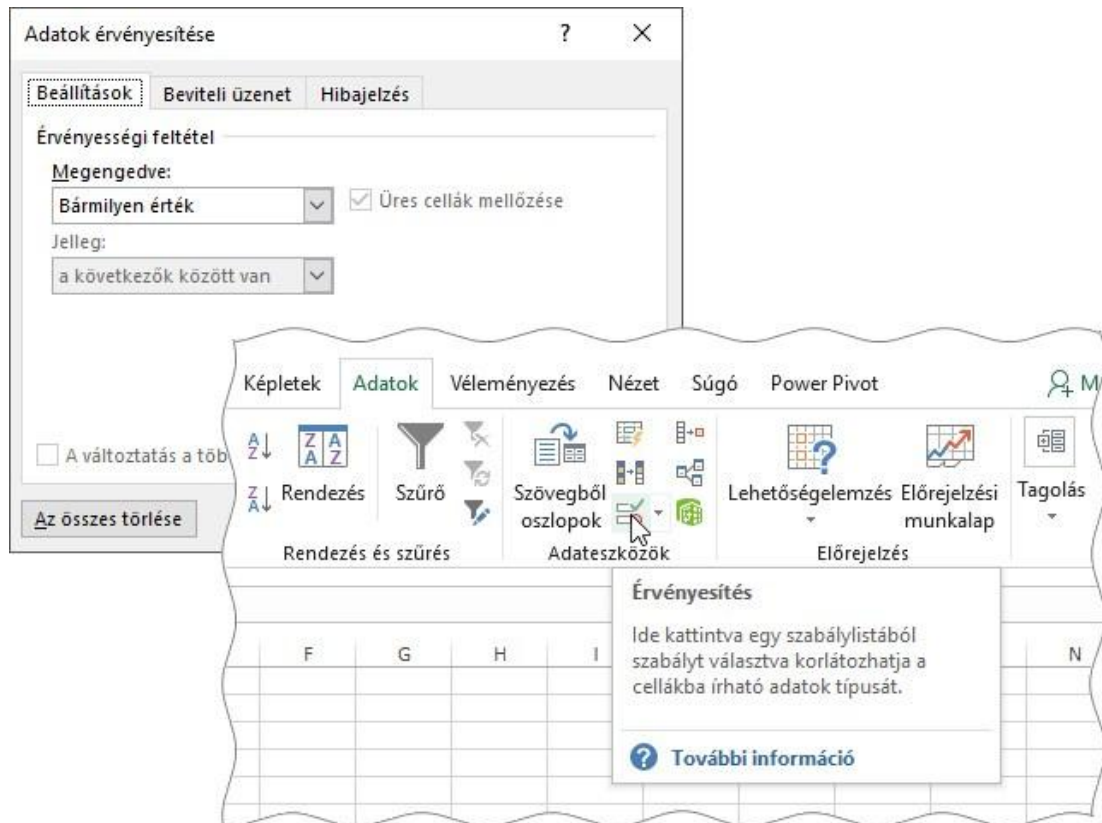 Adatok érvényesítése ? ×
Beállítások Beviteli üzenet Hibajelzés
Érvényességi feltétel
Megengedve:
Bármilyen érték Üres cellák mellőzése
Jelleg:
a következők között van
A változtatás a töb
Az összes törlése
Képletek Adatok Véleményezés Nézet Súgó Power Pivot
Rendezés Szűrő Szövegből oszlopok Lehetőségelemzés Előrejelzési munkalap Tagolás
Rendezés és szűrés Adateszközök Előrejelzés
Érvényesítés
Ide kattintva egy szabálylistából
szabályt választva korlátozhatja a
cellákba írható adatok típusát.
F G H I N
További információ